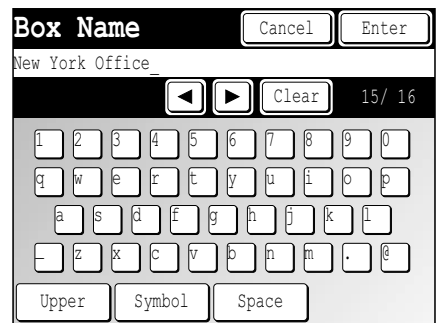 Box Name Cancel Enter
New York Office_
◀ ▶ Clear 15/ 16
1 2 3 4 5 6 7 8 9 0
q w e r t y u i o p
a s d f g h j k l
_ z x c v b n m . @
Upper Symbol Space